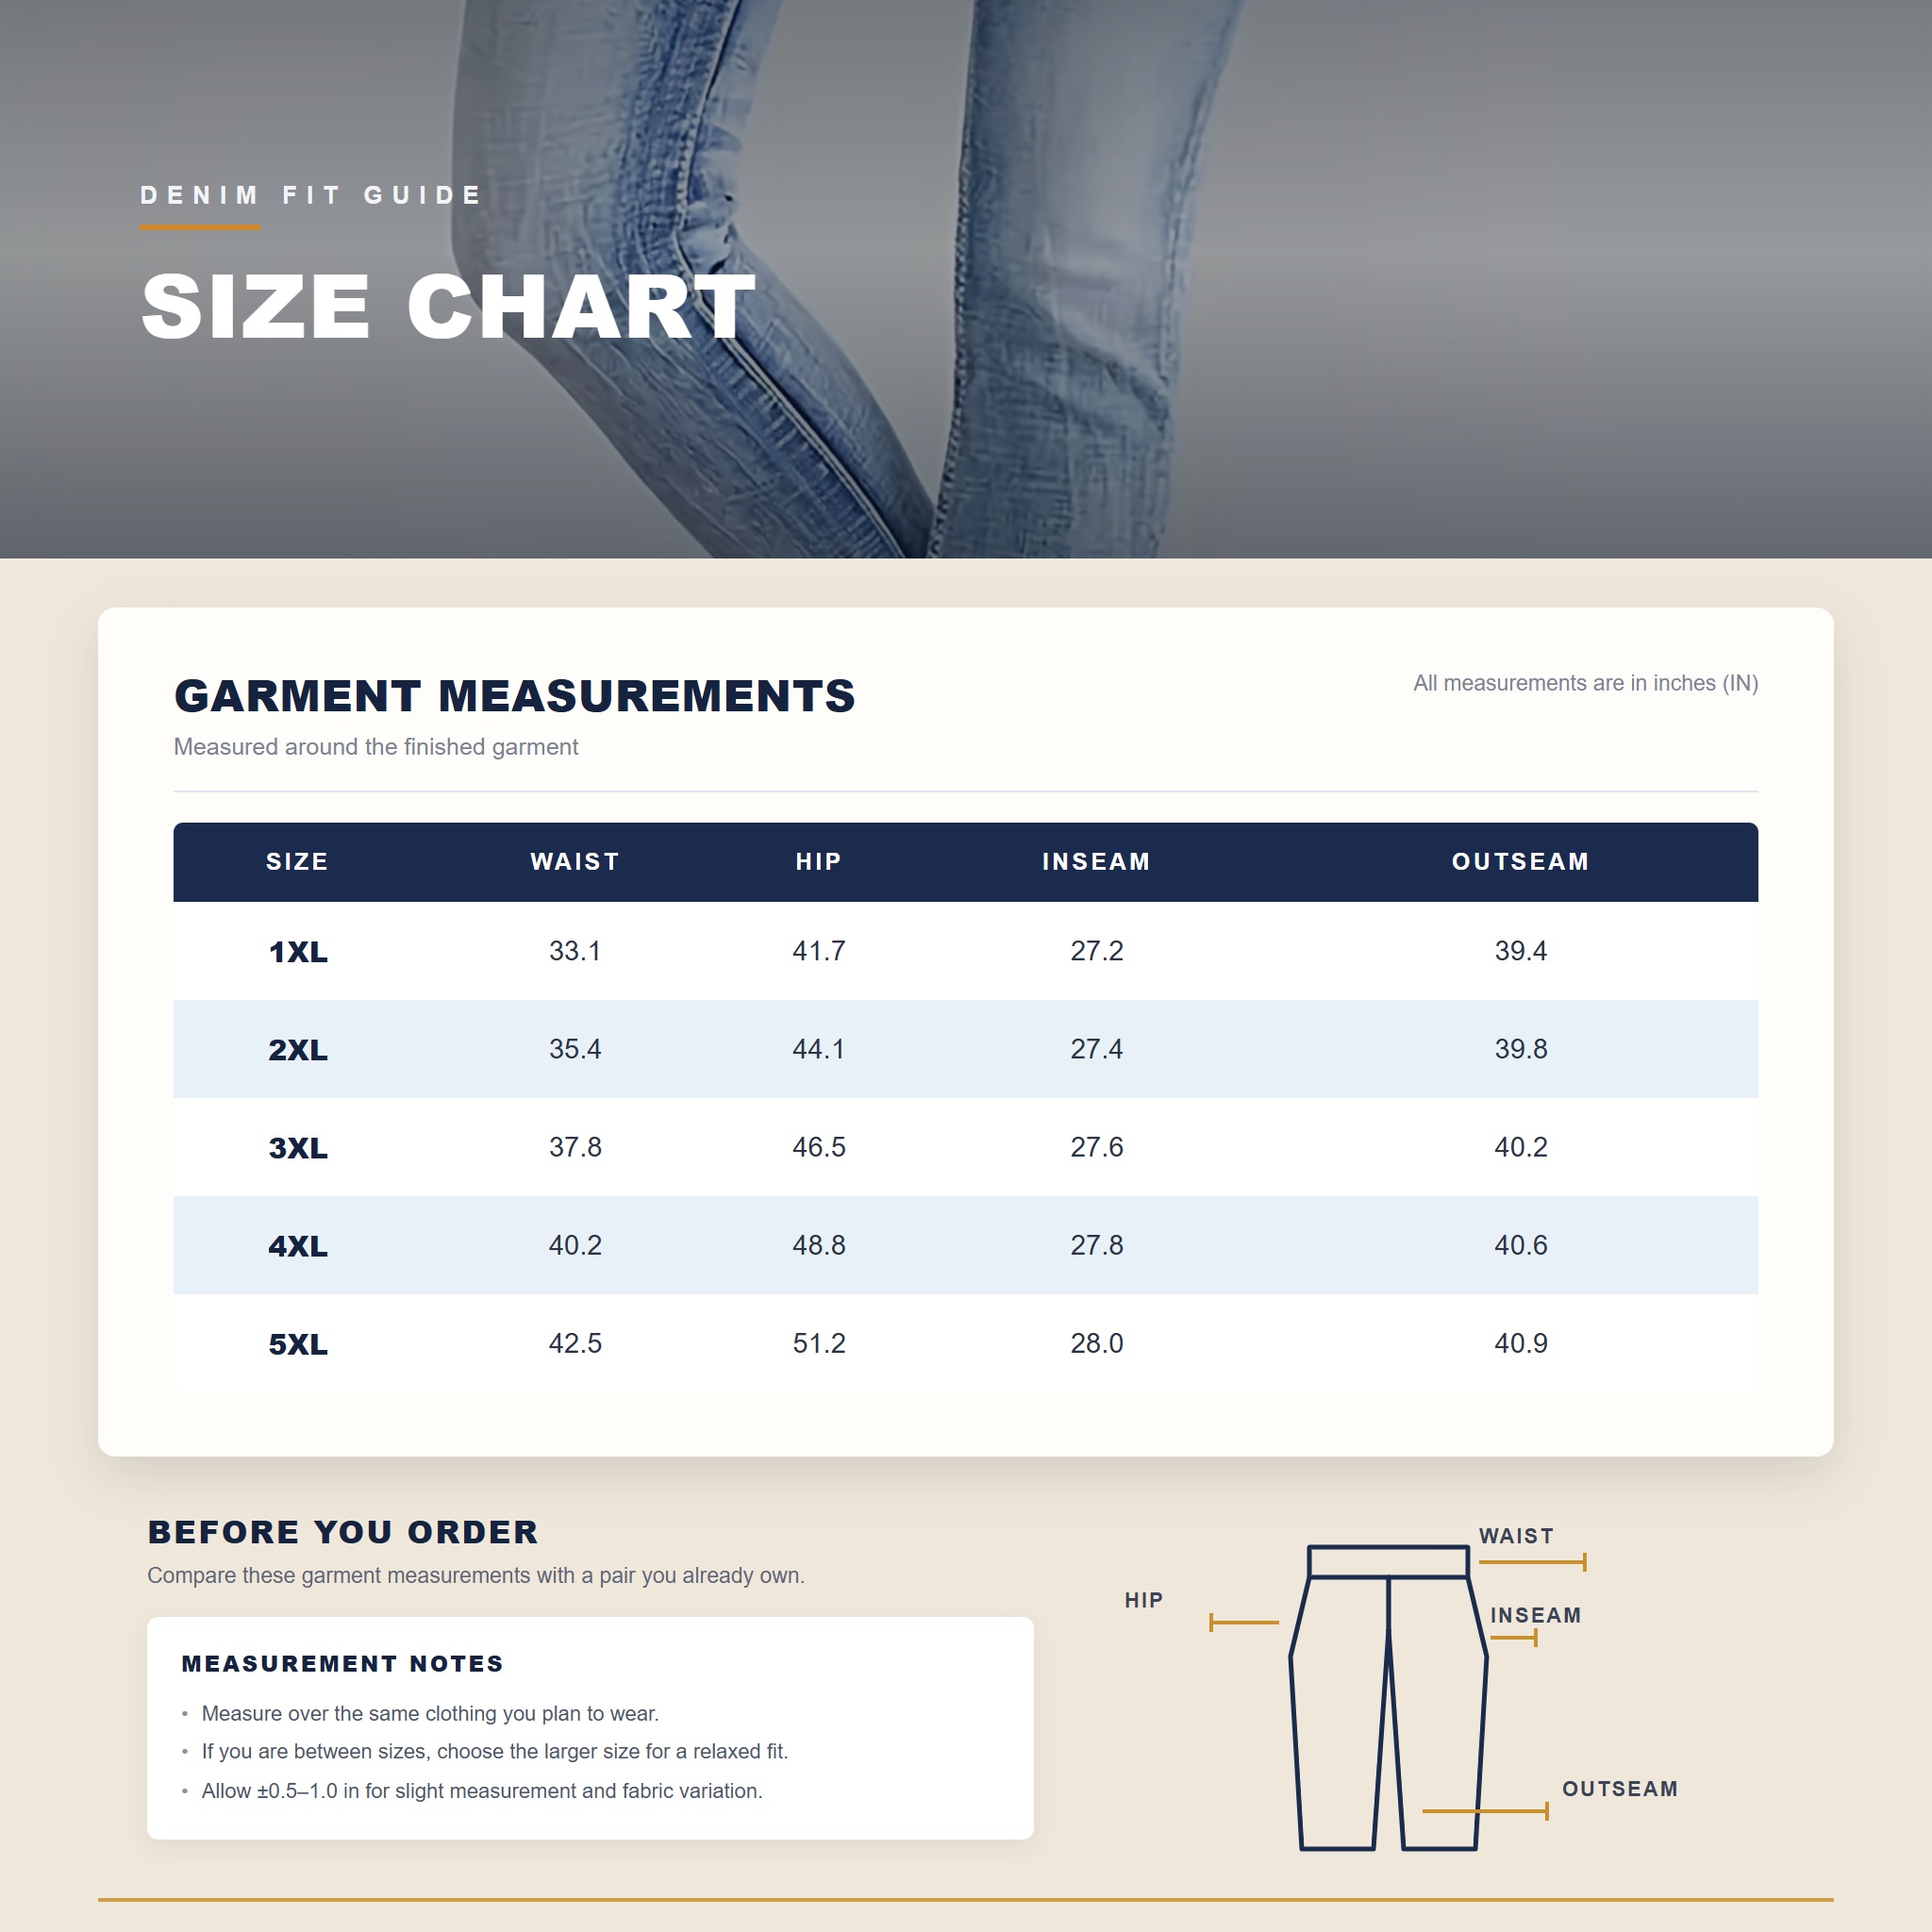 DENIM FIT GUIDE
SIZE CHART
GARMENT MEASUREMENTS
All measurements are in inches (IN)
Measured around the finished garment
SIZE WAIST HIP INSEAM OUTSEAM
1XL 33.1 41.7 27.2 39.4
2XL 35.4 44.1 27.4 39.8
3XL 37.8 46.5 27.6 40.2
4XL 40.2 48.8 27.8 40.6
5XL 42.5 51.2 28.0 40.9
BEFORE YOU ORDER
Compare these garment measurements with a pair you already own.
MEASUREMENT NOTES
• Measure over the same clothing you plan to wear.
• If you are between sizes, choose the larger size for a relaxed fit.
• Allow ±0.5–1.0 in for slight measurement and fabric variation.
WAIST
HIP
INSEAM
OUTSEAM